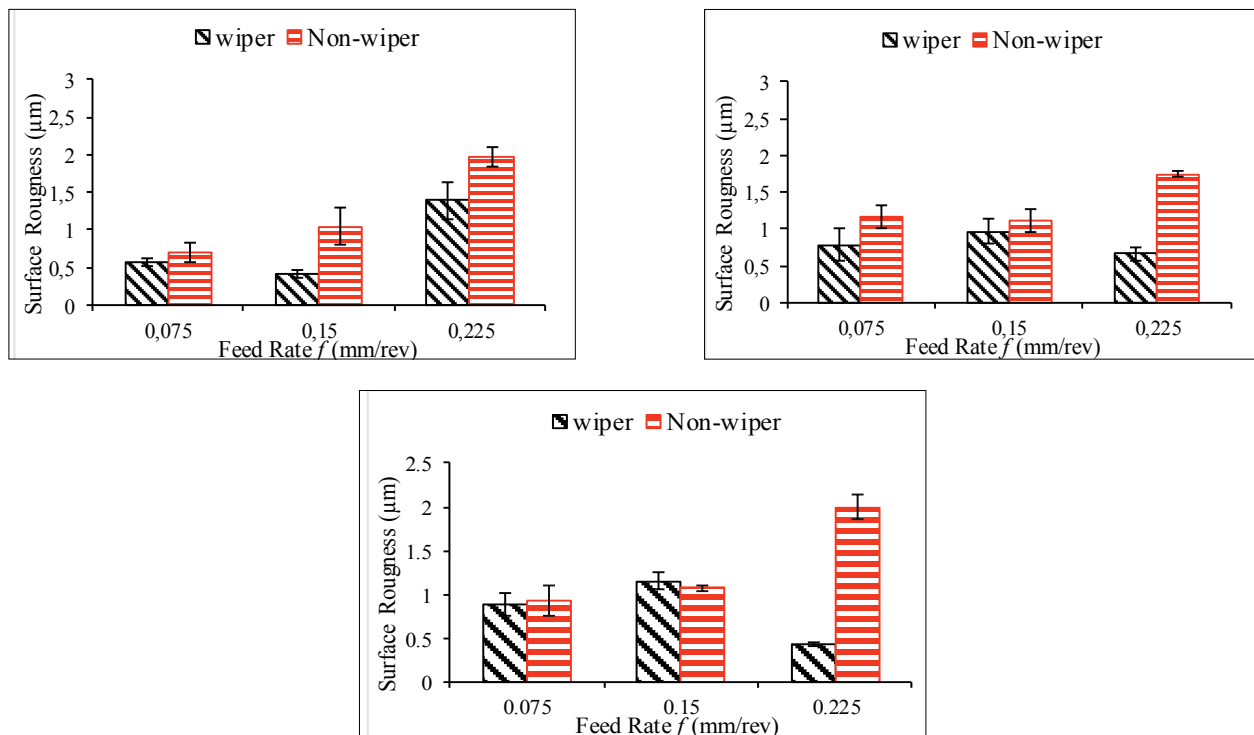 wiper Non-wiper
Surface Rougness (µm)
3
2,5
2
1,5
1
0,5
0
0,075 0,15 0,225
Feed Rate f (mm/rev)
wiper Non-wiper
Surface Rougness (µm)
3
2,5
2
1,5
1
0,5
0
0,075 0,15 0,225
Feed Rate f (mm/rev)
wiper Non-wiper
Surface Rougness (µm)
2.5
2
1.5
1
0.5
0
0.075 0.15 0.225
Feed Rate f (mm/rev)